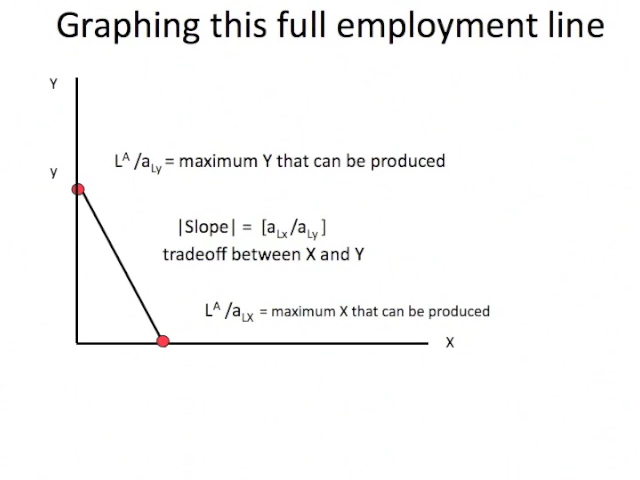 Graphing this full employment line
Y
L^A /a_Ly = maximum Y that can be produced
y
|Slope| = [a_Lx/a_Ly]
tradeoff between X and Y
L^A /a_LX = maximum X that can be produced
X